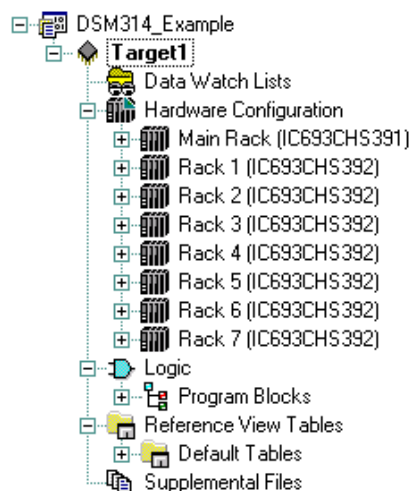 DSM314_Example
Target1
Data Watch Lists
Hardware Configuration
Main Rack (IC693CHS391)
Rack 1 (IC693CHS392)
Rack 2 (IC693CHS392)
Rack 3 (IC693CHS392)
Rack 4 (IC693CHS392)
Rack 5 (IC693CHS392)
Rack 6 (IC693CHS392)
Rack 7 (IC693CHS392)
Logic
Program Blocks
Reference View Tables
Default Tables
Supplemental Files